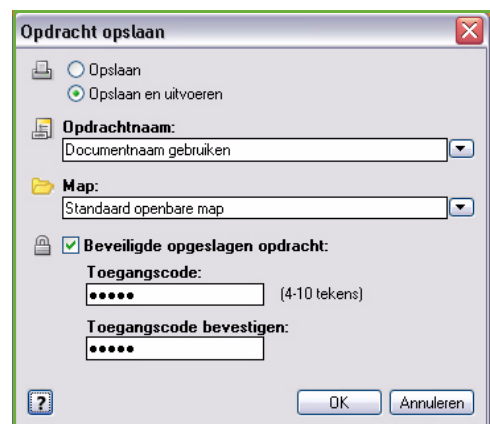 Opdracht opslaan
Opslaan
Opslaan en uitvoeren
Opdrachtnaam:
Documentnaam gebruiken
Map:
Standaard openbare map
Beveiligde opgeslagen opdracht:
Toegangscode:
●●●●● (4-10 tekens)
Toegangscode bevestigen:
●●●●●
? OK Annuleren